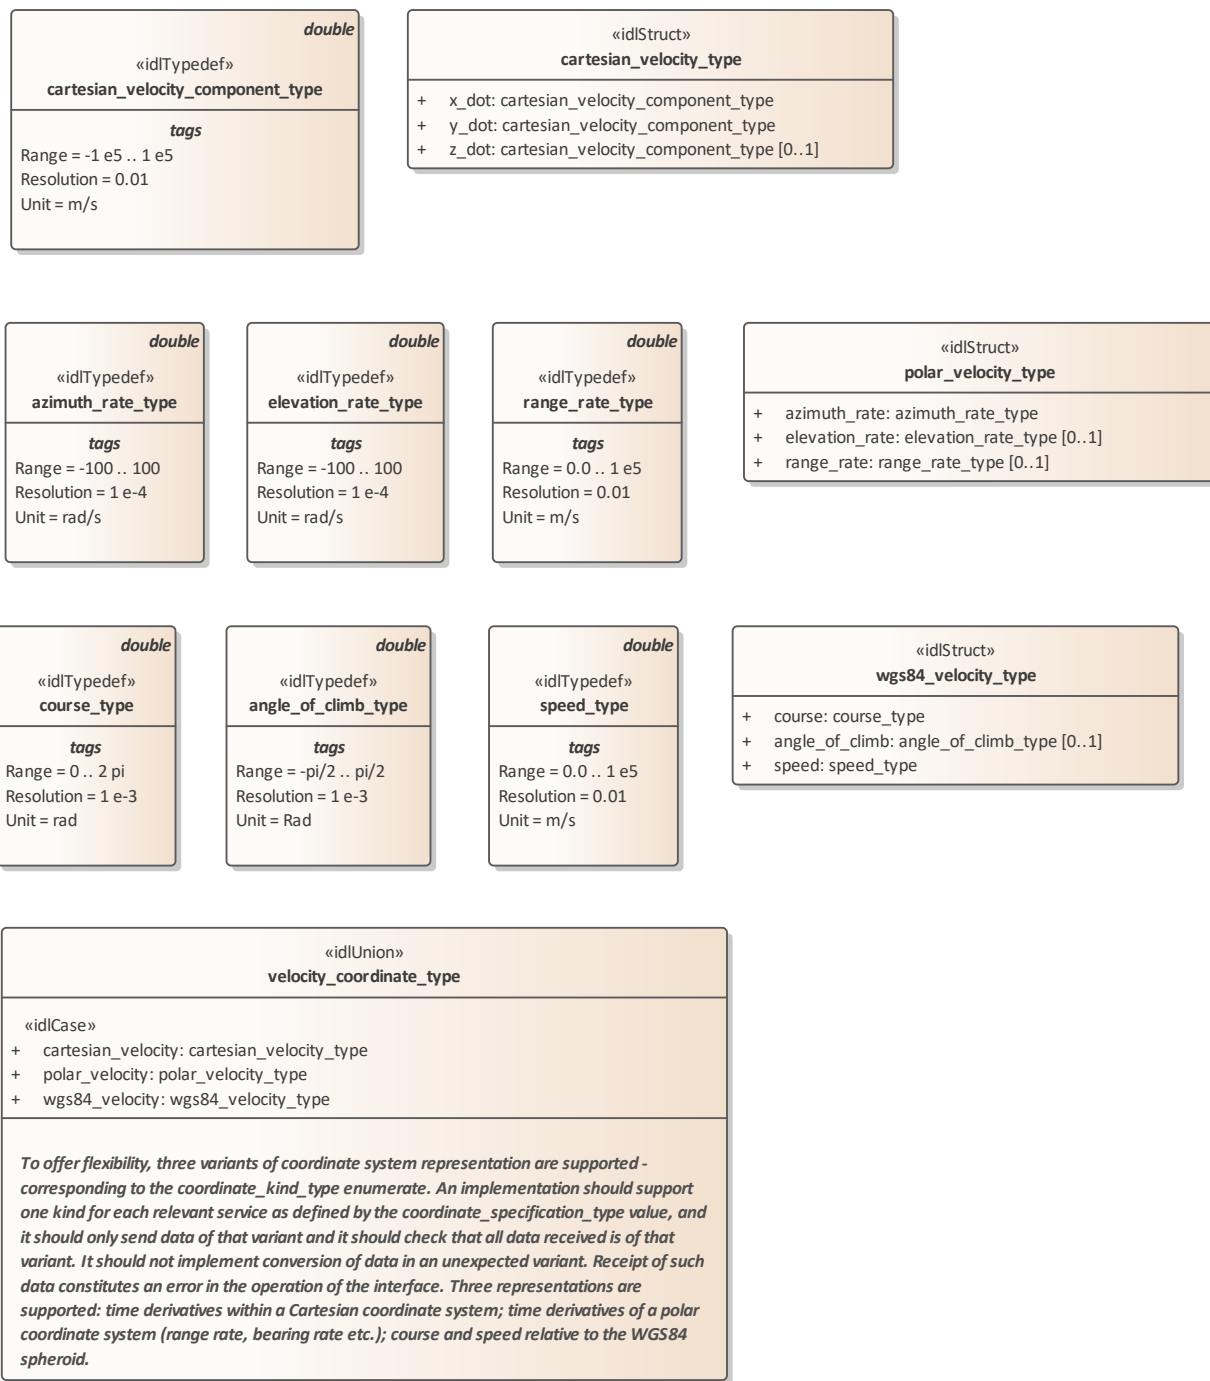 double
«idlTypedef»
cartesian_velocity_component_type
tags
Range = -1 e5 .. 1 e5
Resolution = 0.01
Unit = m/s
«idlStruct»
cartesian_velocity_type
+ x_dot: cartesian_velocity_component_type
+ y_dot: cartesian_velocity_component_type
+ z_dot: cartesian_velocity_component_type [0..1]
double
«idlTypedef»
azimuth_rate_type
tags
Range = -100 .. 100
Resolution = 1 e-4
Unit = rad/s
double
«idlTypedef»
elevation_rate_type
tags
Range = -100 .. 100
Resolution = 1 e-4
Unit = rad/s
double
«idlTypedef»
range_rate_type
tags
Range = 0.0 .. 1 e5
Resolution = 0.01
Unit = m/s
«idlStruct»
polar_velocity_type
+ azimuth_rate: azimuth_rate_type
+ elevation_rate: elevation_rate_type [0..1]
+ range_rate: range_rate_type [0..1]
double
«idlTypedef»
course_type
tags
Range = 0 .. 2 pi
Resolution = 1 e-3
Unit = rad
double
«idlTypedef»
angle_of_climb_type
tags
Range = -pi/2 .. pi/2
Resolution = 1 e-3
Unit = Rad
double
«idlTypedef»
speed_type
tags
Range = 0.0 .. 1 e5
Resolution = 0.01
Unit = m/s
«idlStruct»
wgs84_velocity_type
+ course: course_type
+ angle_of_climb: angle_of_climb_type [0..1]
+ speed: speed_type
«idlUnion»
velocity_coordinate_type
«idlCase»
+ cartesian_velocity: cartesian_velocity_type
+ polar_velocity: polar_velocity_type
+ wgs84_velocity: wgs84_velocity_type
To offer flexibility, three variants of coordinate system representation are supported -
corresponding to the coordinate_kind_type enumerate. An implementation should support
one kind for each relevant service as defined by the coordinate_specification_type value, and
it should only send data of that variant and it should check that all data received is of that
variant. It should not implement conversion of data in an unexpected variant. Receipt of such
data constitutes an error in the operation of the interface. Three representations are
supported: time derivatives within a Cartesian coordinate system; time derivatives of a polar
coordinate system (range rate, bearing rate etc.); course and speed relative to the WGS84
spheroid.